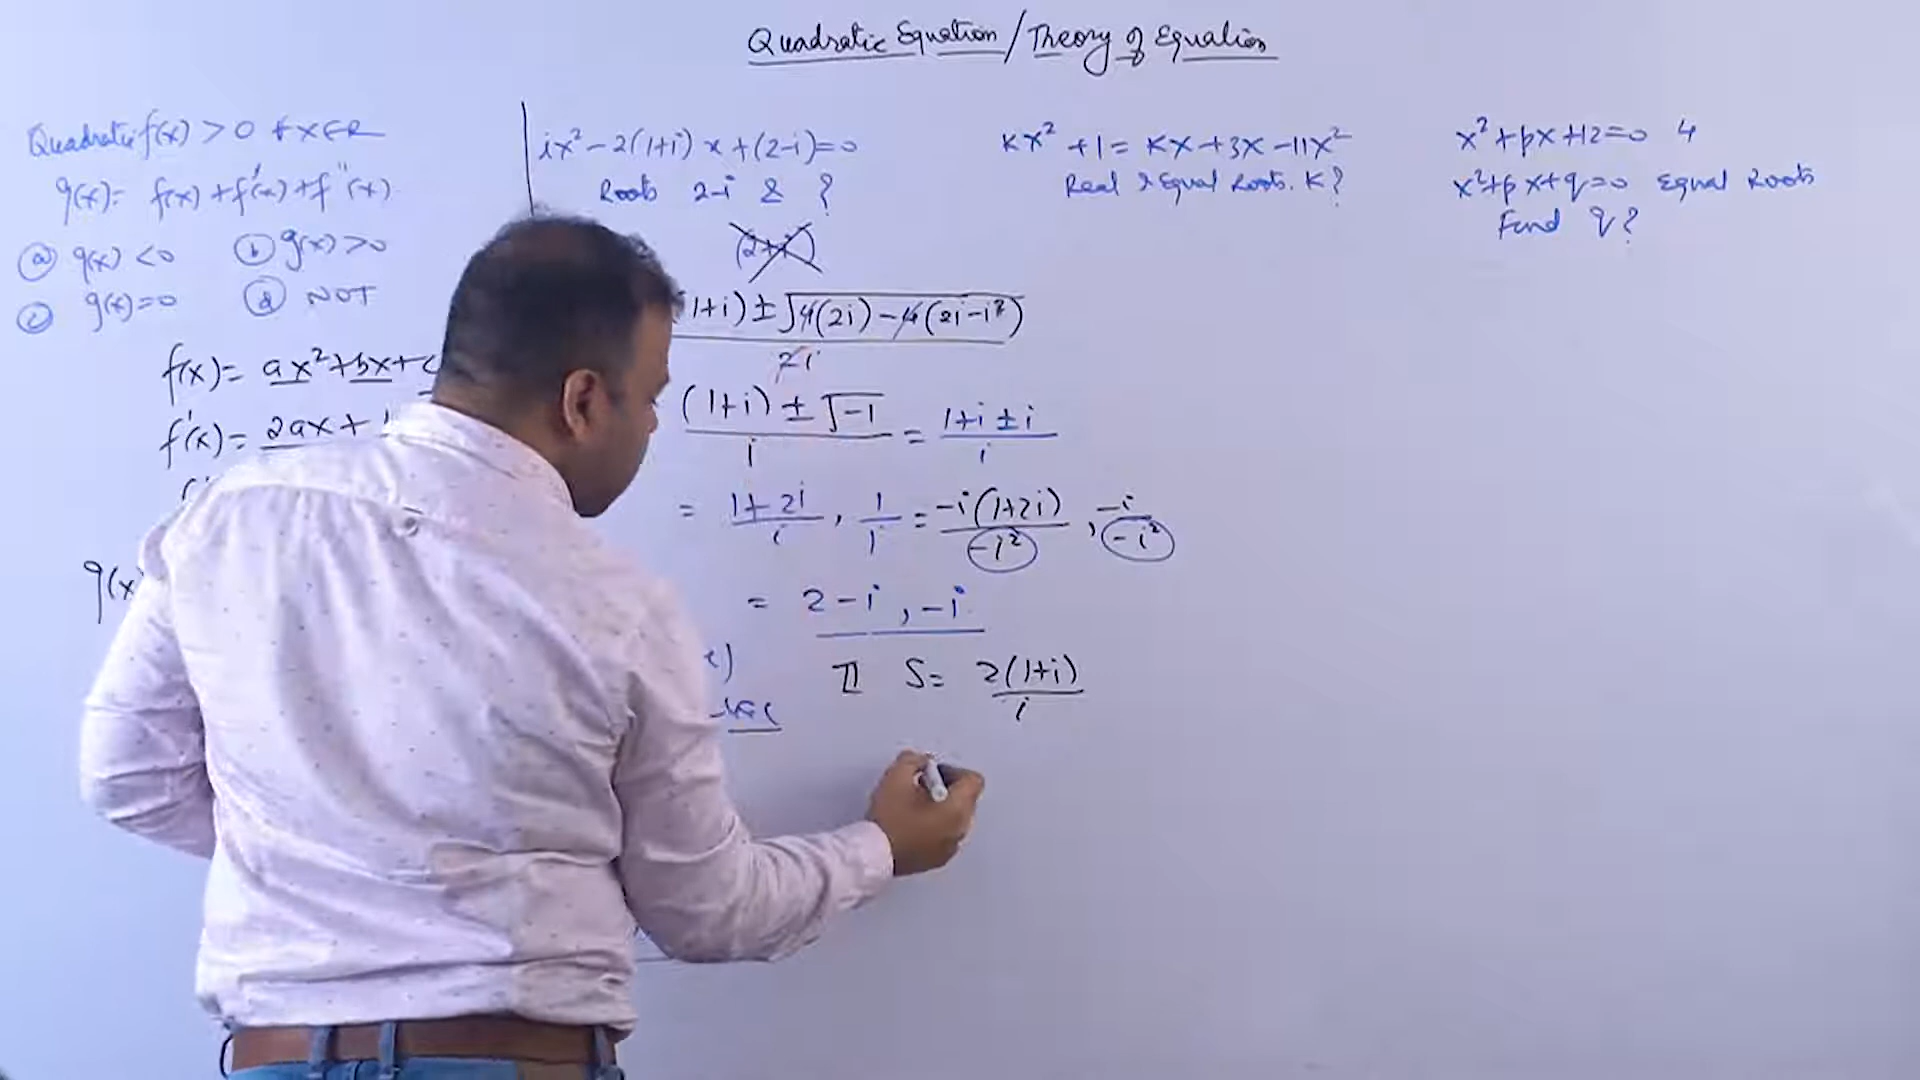 Quadratic Equation/Theory of Equation
Quadratic f(x) > 0 ∀ x ∈ R
g(x) = f(x) + f'(x) + f''(x)
(a) g(x) < 0 (b) g(x) > 0
(c) g(x) = 0 (d) NOT
f(x) = ax² + bx + c
f'(x) = 2ax +
g(x)
ix² - 2(1+i) x + (2-i) = 0
Roots 2-i & ?
(2+i)
1+i) ± √4(2i) - 4(2i - i²)
2i
(1+i) ± √-1 / i = 1+i ± i / i
= 1+2i / i , 1 / i = -i(1+2i) / -i² , -i / -i²
= 2-i , -i
II S = 2(1+i) / i
kx² + 1 = kx + 3x - 11x²
Real & Equal Roots. K?
x² + px + 12 = 0 4
x² + px + q = 0 Equal Roots
Find q?